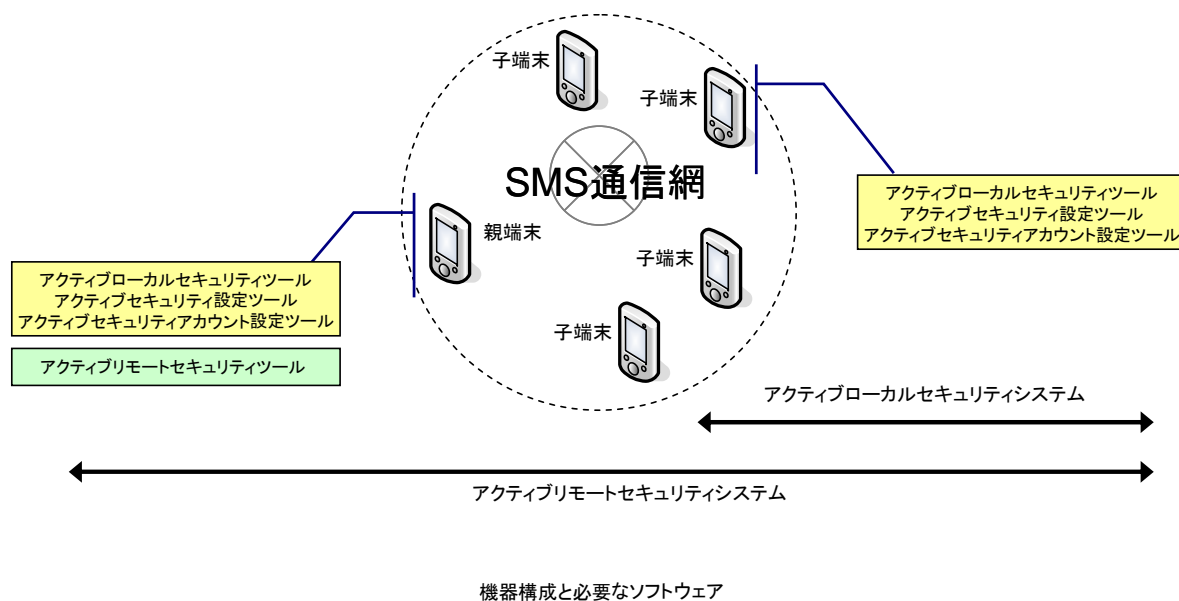 子端末
子端末
SMS通信網
アクティブローカルセキュリティツール
アクティブセキュリティ設定ツール
アクティブセキュリティアカウント設定ツール
親端末
子端末
アクティブローカルセキュリティツール
アクティブセキュリティ設定ツール
アクティブセキュリティアカウント設定ツール
子端末
アクティブリモートセキュリティツール
アクティブローカルセキュリティシステム
アクティブリモートセキュリティシステム
機器構成と必要なソフトウェア